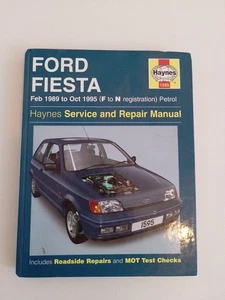 FORD
FIESTA
Haynes
1595
Feb 1989 to Oct 1995 (F to N registration) Petrol
Haynes Service and Repair Manual
1595
Includes Roadside Repairs and MOT Test Checks